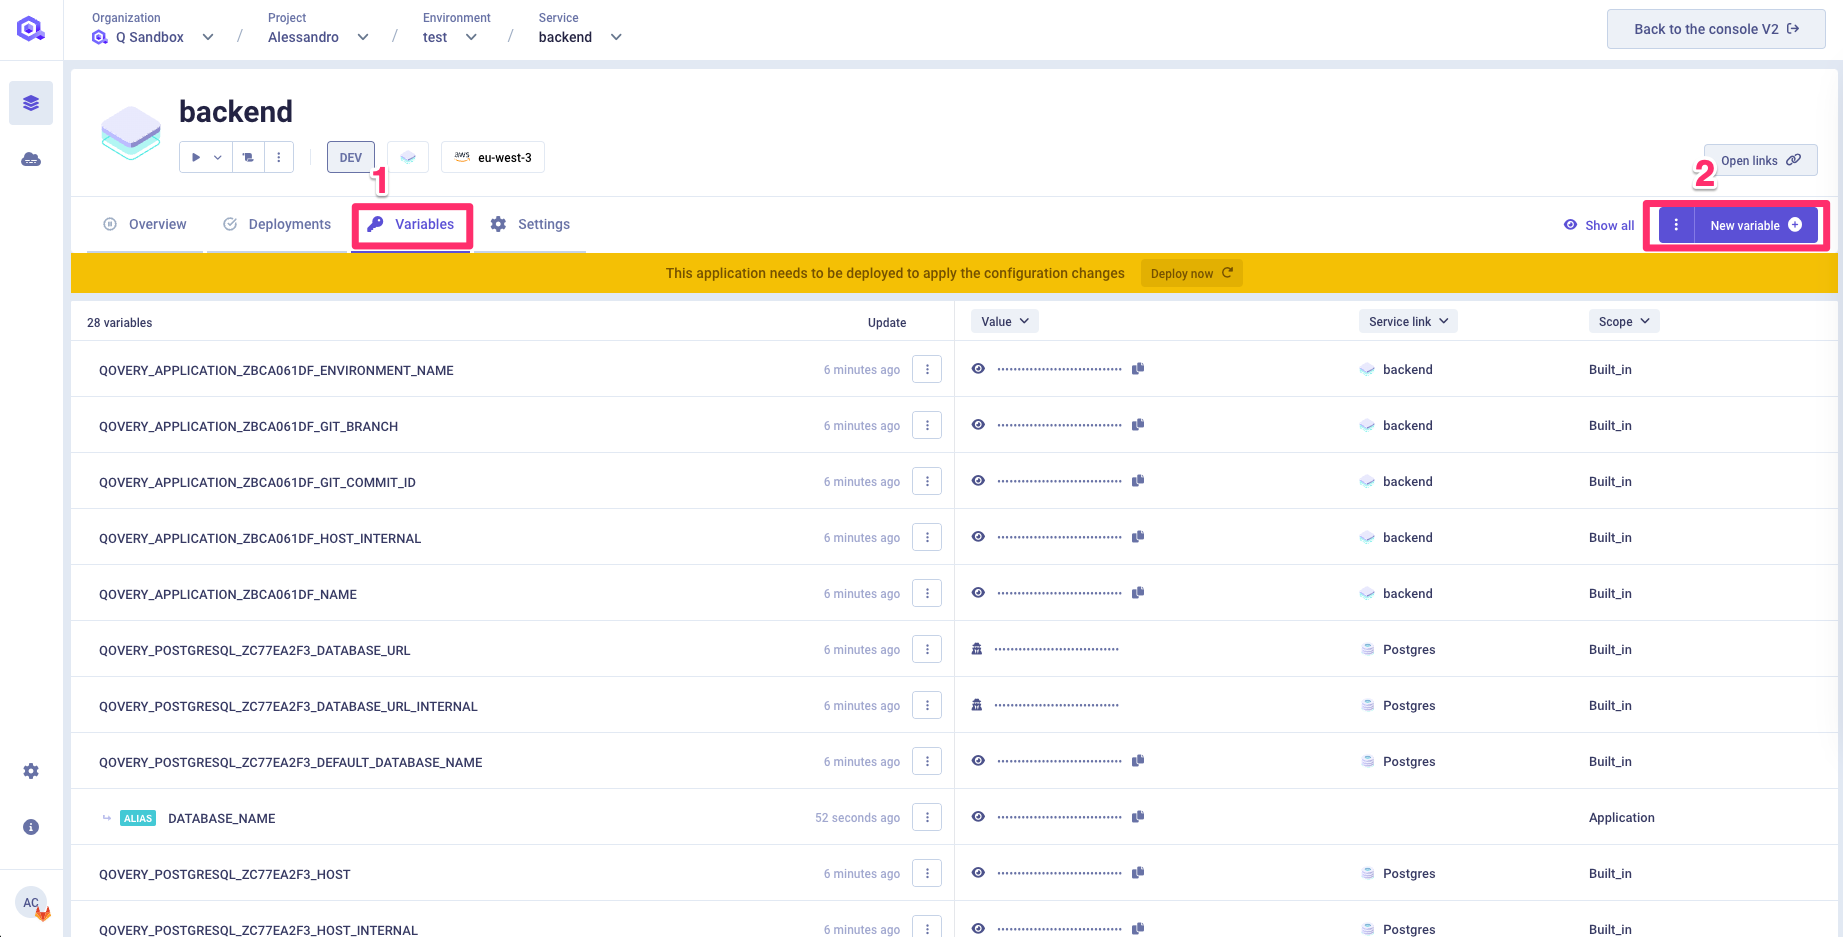 Organization
Q Sandbox
/
Project
Alessandro
/
Environment
test
/
Service
backend
Back to the console V2
backend
DEV
aws eu-west-3
Open links
1
2
Overview
Deployments
Variables
Settings
Show all
New variable
This application needs to be deployed to apply the configuration changes
Deploy now
28 variables
Update
Value
Service link
Scope
QOVERY_APPLICATION_ZBCA061DF_ENVIRONMENT_NAME 6 minutes ago backend Built_in
QOVERY_APPLICATION_ZBCA061DF_GIT_BRANCH 6 minutes ago backend Built_in
QOVERY_APPLICATION_ZBCA061DF_GIT_COMMIT_ID 6 minutes ago backend Built_in
QOVERY_APPLICATION_ZBCA061DF_HOST_INTERNAL 6 minutes ago backend Built_in
QOVERY_APPLICATION_ZBCA061DF_NAME 6 minutes ago backend Built_in
QOVERY_POSTGRESQL_ZC77EA2F3_DATABASE_URL 6 minutes ago Postgres Built_in
QOVERY_POSTGRESQL_ZC77EA2F3_DATABASE_URL_INTERNAL 6 minutes ago Postgres Built_in
QOVERY_POSTGRESQL_ZC77EA2F3_DEFAULT_DATABASE_NAME 6 minutes ago Postgres Built_in
ALIAS DATABASE_NAME 52 seconds ago Application
QOVERY_POSTGRESQL_ZC77EA2F3_HOST 6 minutes ago Postgres Built_in
QOVERY_POSTGRESQL_ZC77EA2F3_HOST_INTERNAL 6 minutes ago Postgres Built_in
AC